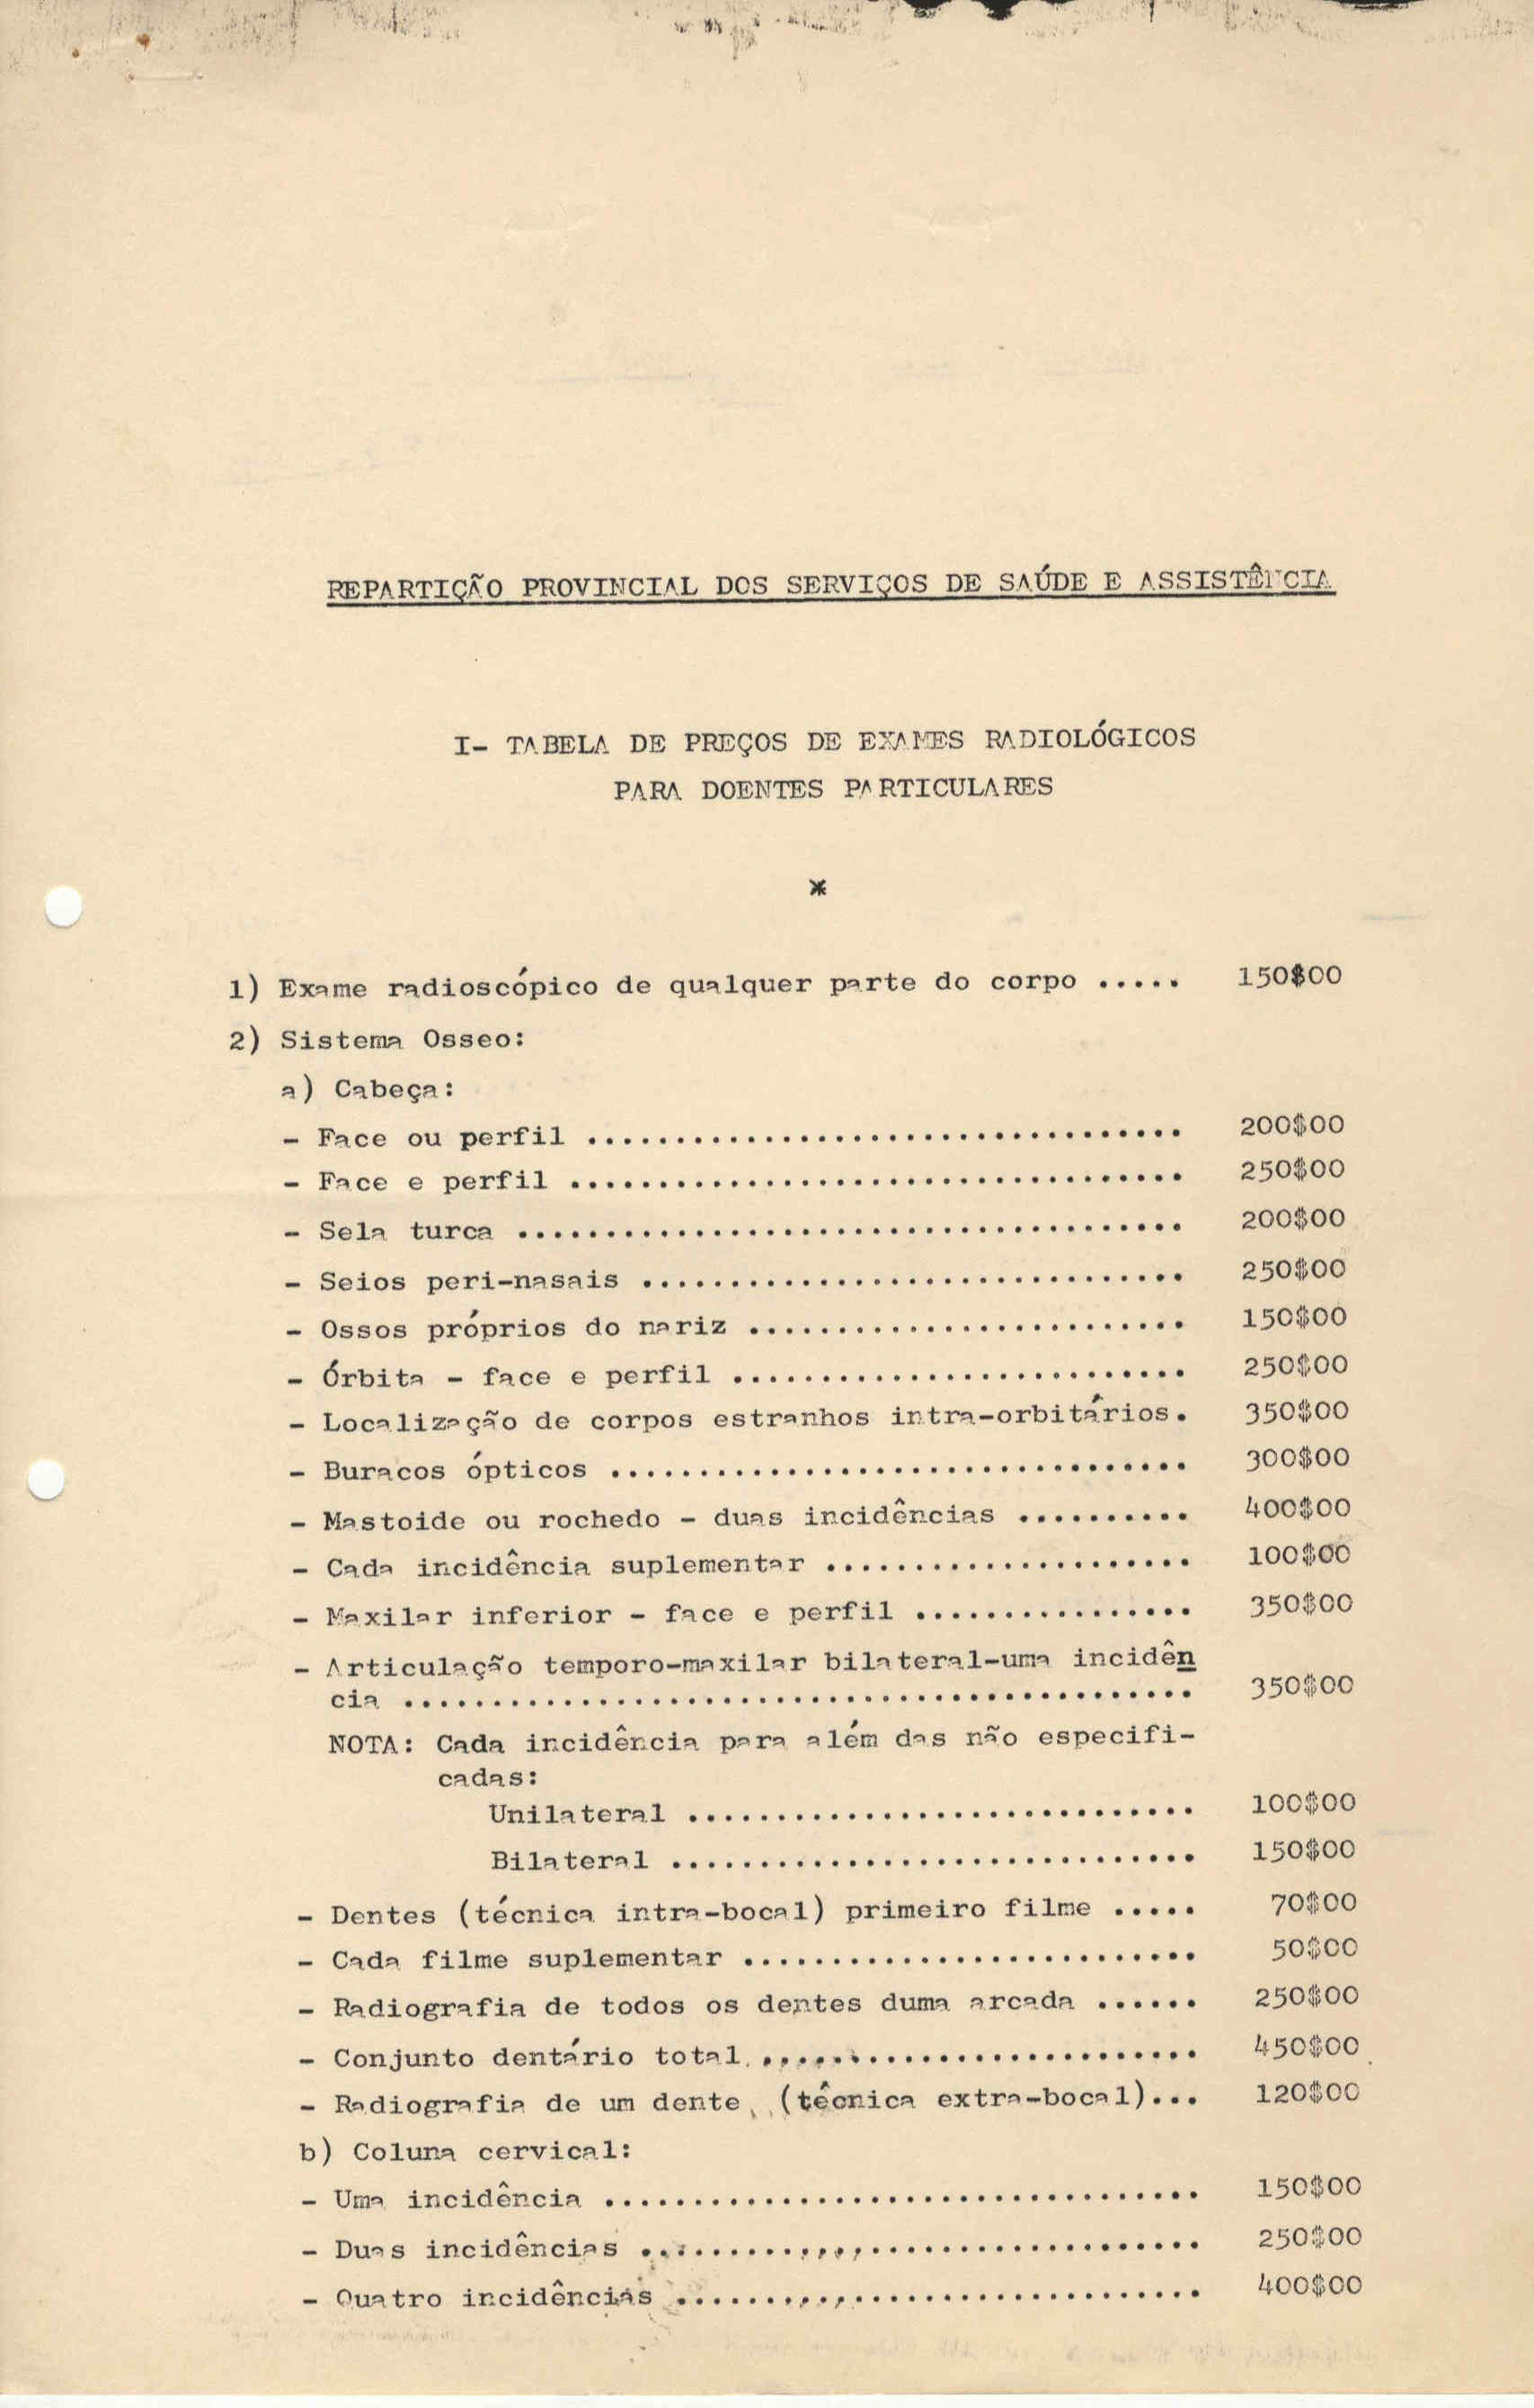 REPARTIÇÃO PROVINCIAL DOS SERVIÇOS DE SAÚDE E ASSISTÊNCIA
I- TABELA DE PREÇOS DE EXAMES RADIOLÓGICOS
PARA DOENTES PARTICULARES
*
1) Exame radioscópico de qualquer parte do corpo ..... 150$00
2) Sistema Osseo:
a) Cabeça:
- Face ou perfil .................................. 200$00
- Face e perfil ................................... 250$00
- Sela turca ...................................... 200$00
- Seios peri-nasais ............................... 250$00
- Ossos próprios do nariz ......................... 150$00
- Órbita - face e perfil .......................... 250$00
- Localização de corpos estranhos intra-orbitários. 350$00
- Buracos ópticos ................................. 300$00
- Mastoide ou rochedo - duas incidências .......... 400$00
- Cada incidência suplementar ..................... 100$00
- Maxilar inferior - face e perfil ................ 350$00
- Articulação temporo-maxilar bilateral-uma incidên
cia ............................................. 350$00
NOTA: Cada incidência para além das não especifi-
cadas:
Unilateral ............................. 100$00
Bilateral .............................. 150$00
- Dentes (técnica intra-bocal) primeiro filme ..... 70$00
- Cada filme suplementar .......................... 50$00
- Radiografia de todos os dentes duma arcada ...... 250$00
- Conjunto dentário total ......................... 450$00
- Radiografia de um dente (técnica extra-bocal)... 120$00
b) Coluna cervical:
- Uma incidência .................................. 150$00
- Duas incidências ................................ 250$00
- Quatro incidências .............................. 400$00